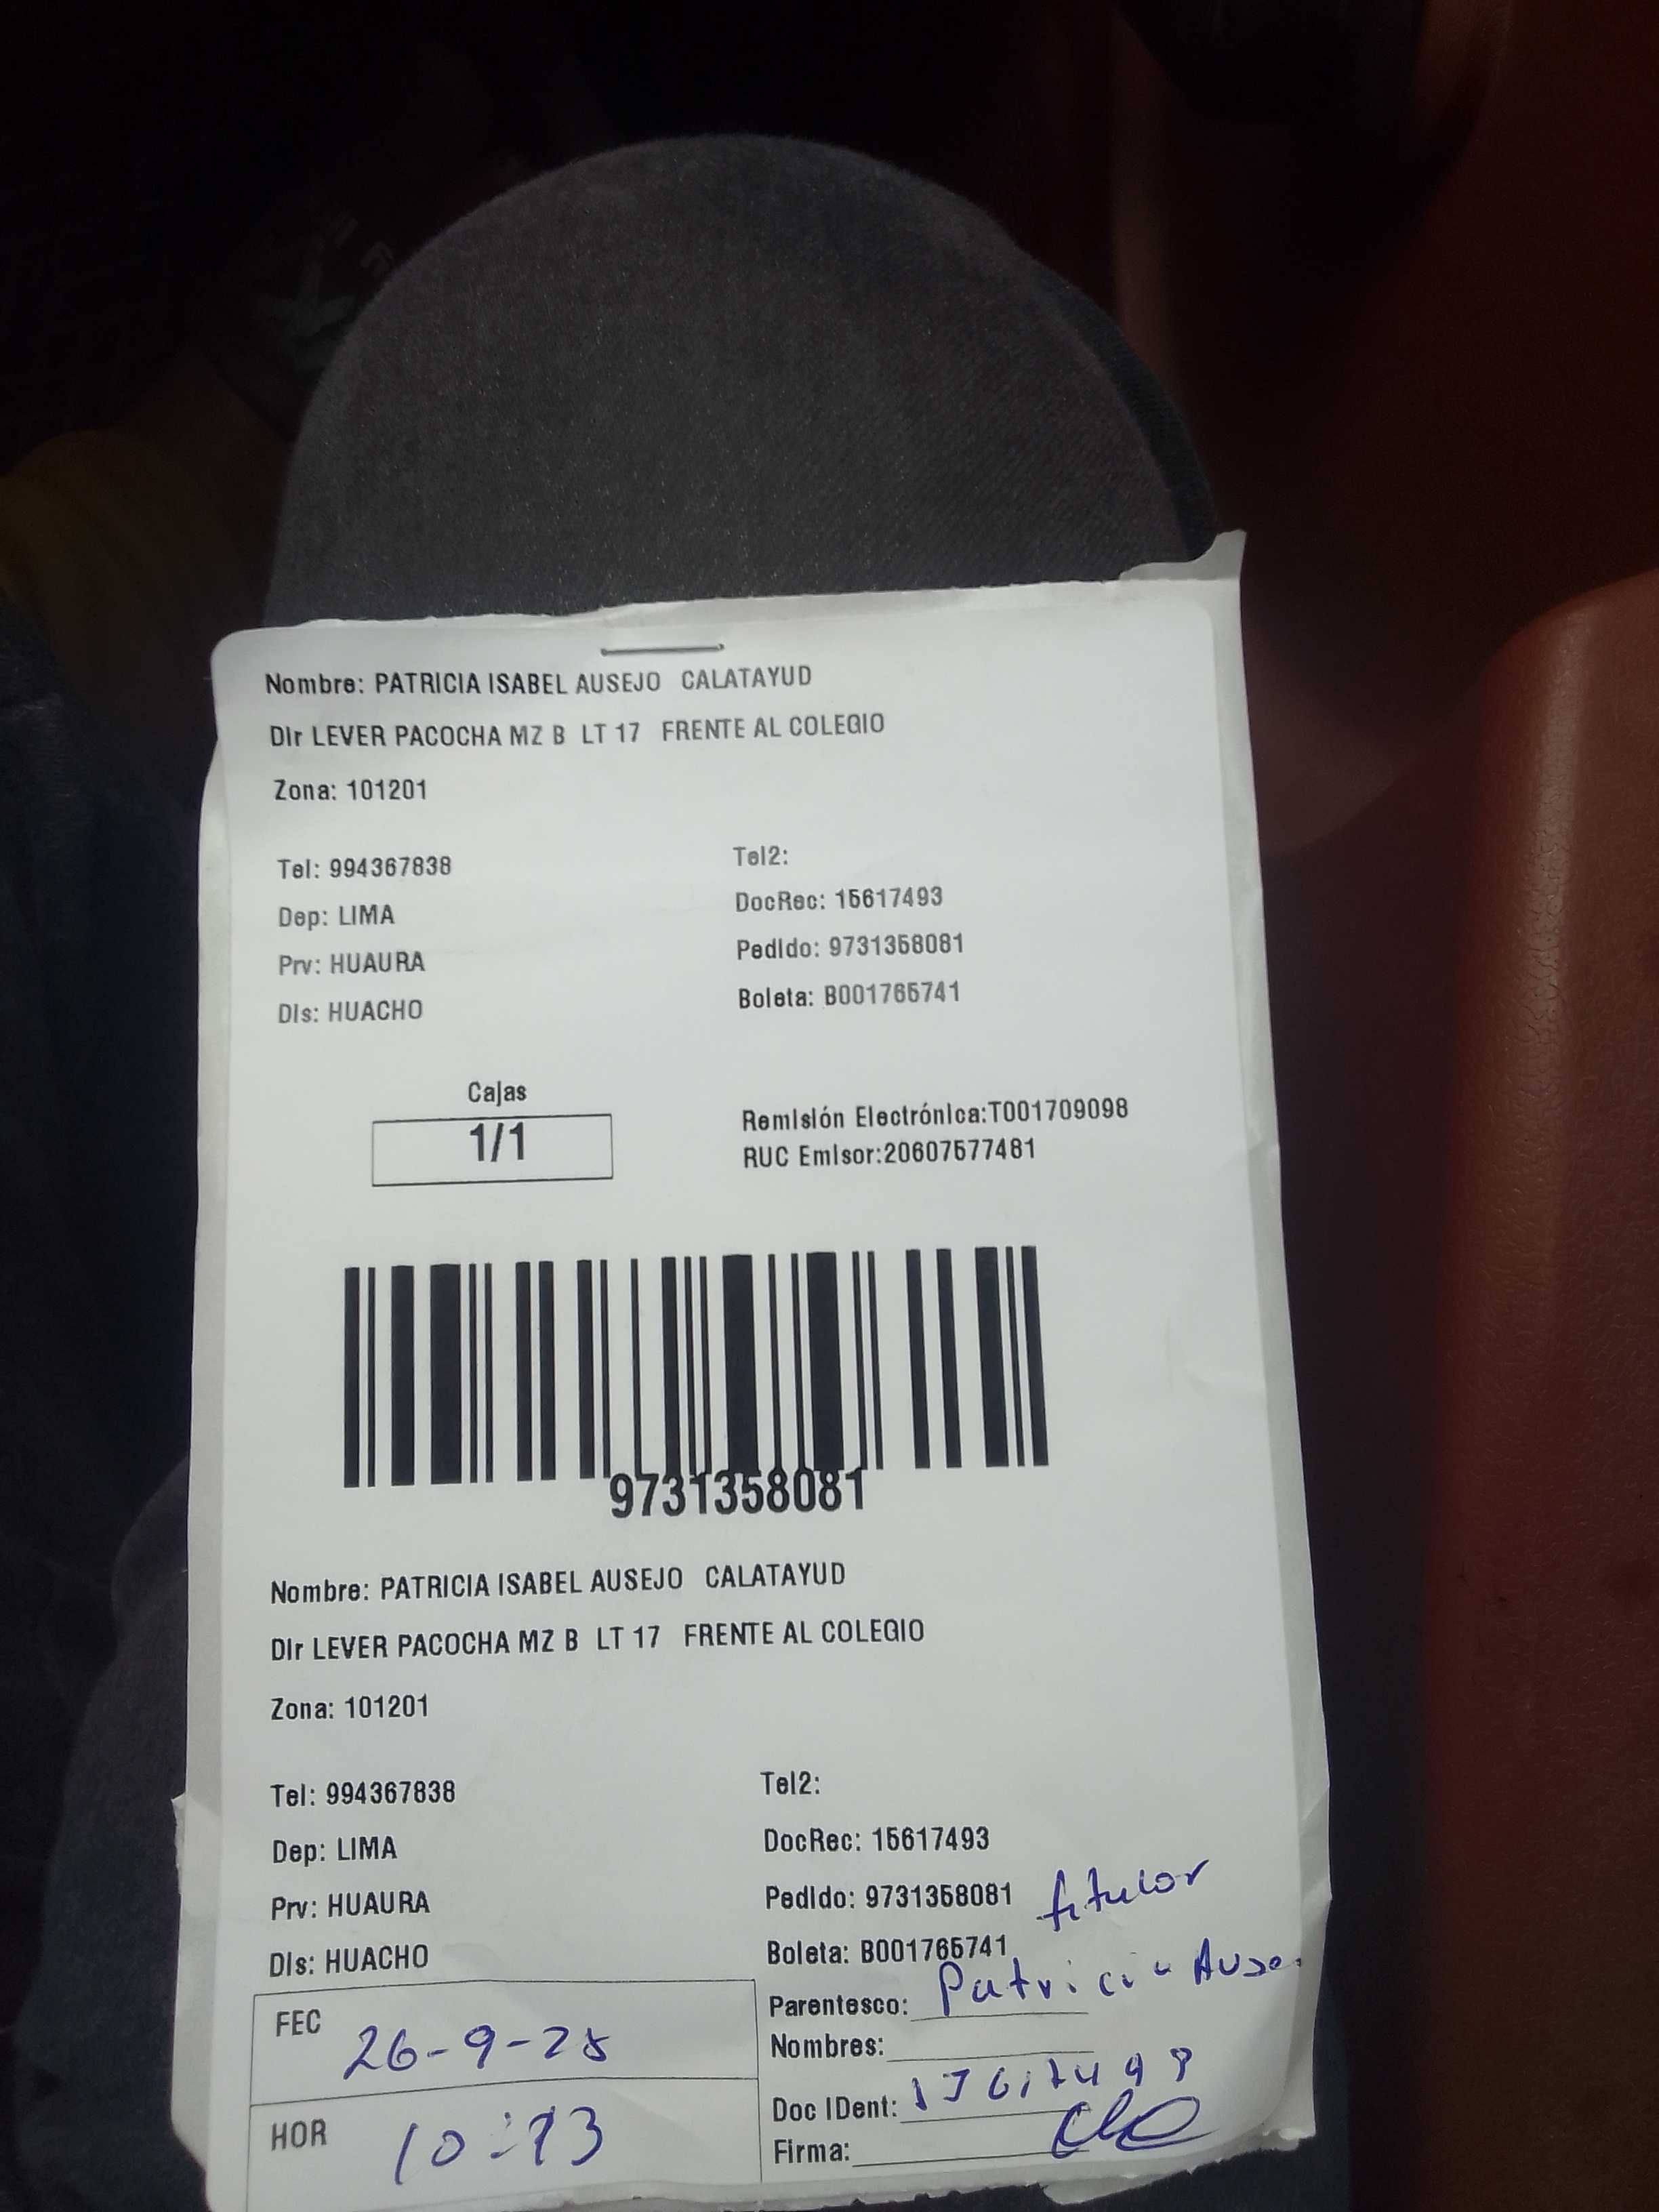 Nombre: PATRICIA ISABEL AUSEJO CALATAYUD
Dir LEVER PACOCHA MZ B LT 17 FRENTE AL COLEGIO
Zona: 101201
Tel: 994367838 Tel2:
Dep: LIMA DocRec: 15617493
Prv: HUAURA Pedido: 9731358081
Dis: HUACHO Boleta: B001765741
Cajas
1/1
Remisión Electrónica:T001709098
RUC Emisor:20607577481
9731358081
Nombre: PATRICIA ISABEL AUSEJO CALATAYUD
Dir LEVER PACOCHA MZ B LT 17 FRENTE AL COLEGIO
Zona: 101201
Tel: 994367838 Tel2:
Dep: LIMA DocRec: 15617493
Prv: HUAURA Pedido: 9731358081 titular
Dis: HUACHO Boleta: B001765741
FEC 26-9-25
HOR
Parentesco: Patricia
Nombres:
Doc IDent:
Firma: